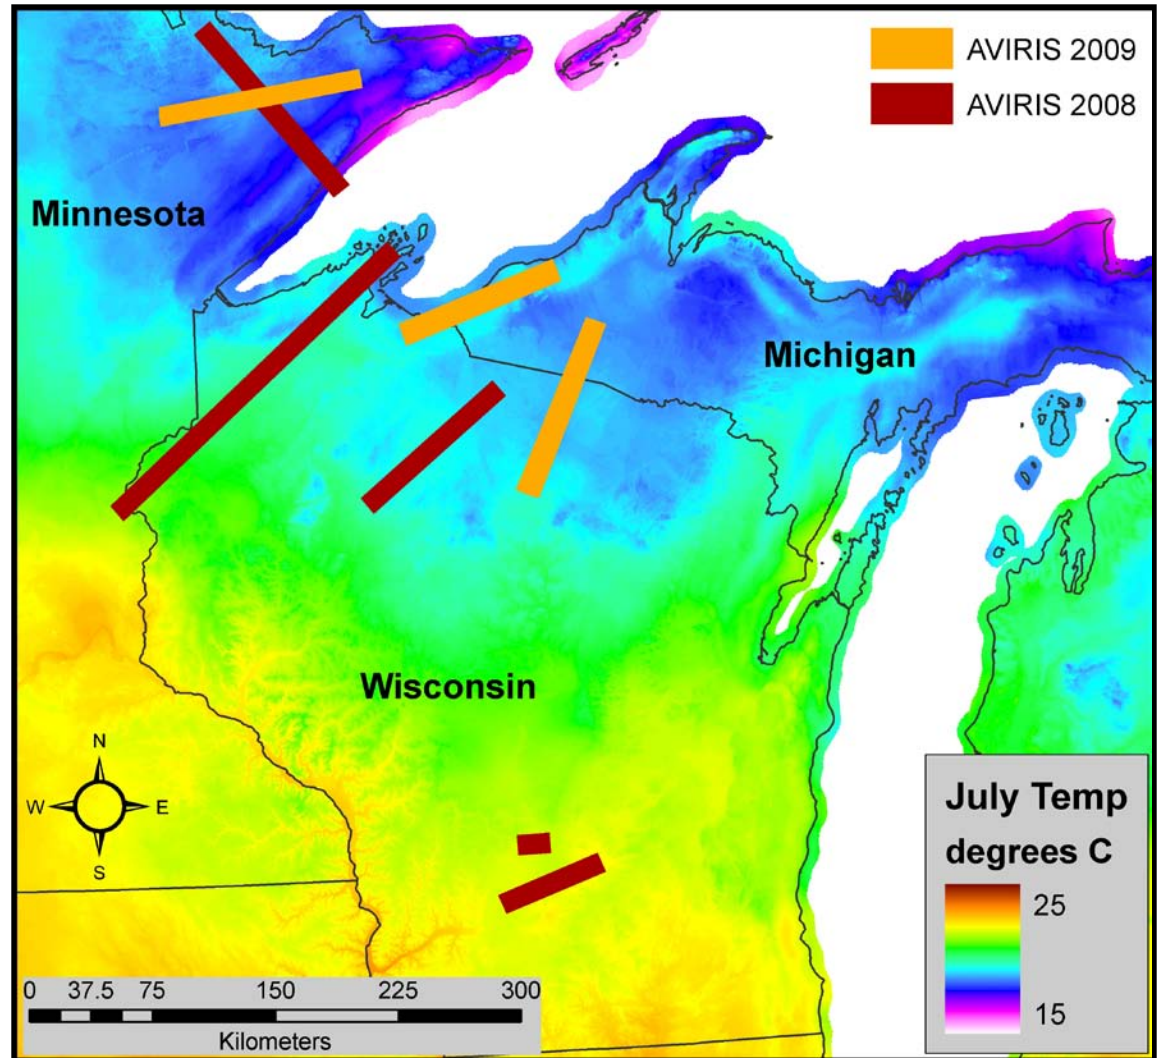 AVIRIS 2009
AVIRIS 2008
Minnesota
Michigan
Wisconsin
N
W E
S
July Temp
degrees C
25
15
0 37.5 75 150 225 300
Kilometers